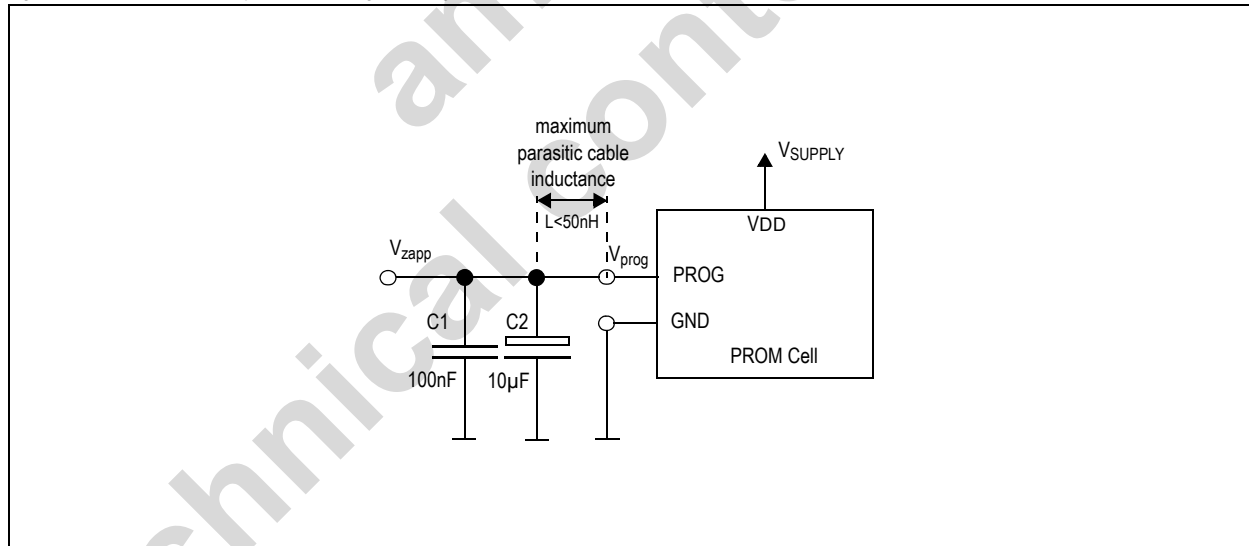 maximum
parasitic cable
inductance
L<50nH
VSUPPLY
VDD
Vzapp
Vprog
PROG
C1
C2
GND
100nF
10µF
PROM Cell